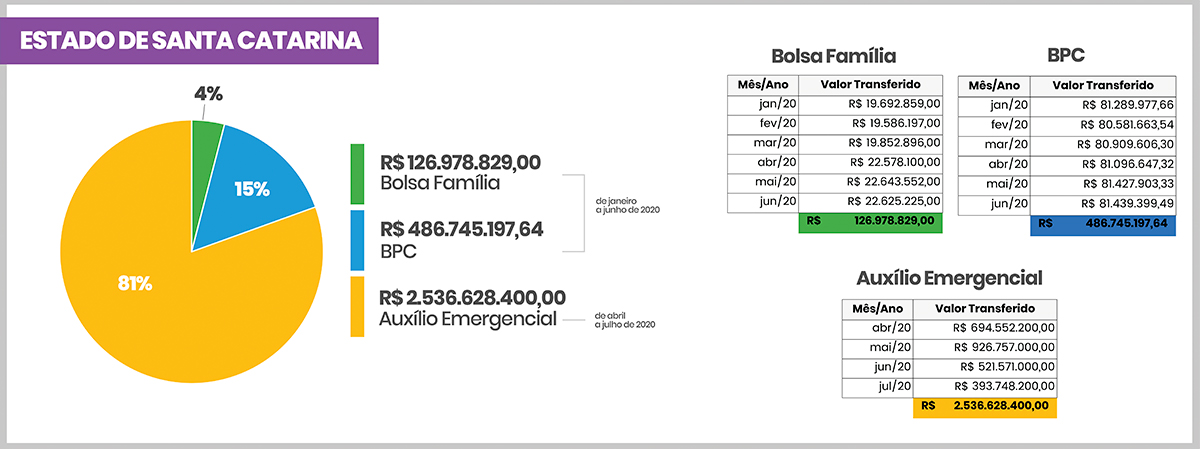 ESTADO DE SANTA CATARINA
4%
15%
81%
R$ 126.978.829,00
Bolsa Família
R$ 486.745.197,64
BPC
de janeiro
a junho de 2020
R$ 2.536.628.400,00
Auxílio Emergencial
de abril
a julho de 2020
Bolsa Família
Mês/Ano Valor Transferido
jan/20 R$ 19.692.859,00
fev/20 R$ 19.586.197,00
mar/20 R$ 19.852.896,00
abr/20 R$ 22.578.100,00
mai/20 R$ 22.643.552,00
jun/20 R$ 22.625.225,00
R$ 126.978.829,00
BPC
Mês/Ano Valor Transferido
jan/20 R$ 81.289.977,66
fev/20 R$ 80.581.663,54
mar/20 R$ 80.909.606,30
abr/20 R$ 81.096.647,32
mai/20 R$ 81.427.903,33
jun/20 R$ 81.439.399,49
R$ 486.745.197,64
Auxílio Emergencial
Mês/Ano Valor Transferido
abr/20 R$ 694.552.200,00
mai/20 R$ 926.757.000,00
jun/20 R$ 521.571.000,00
jul/20 R$ 393.748.200,00
R$ 2.536.628.400,00